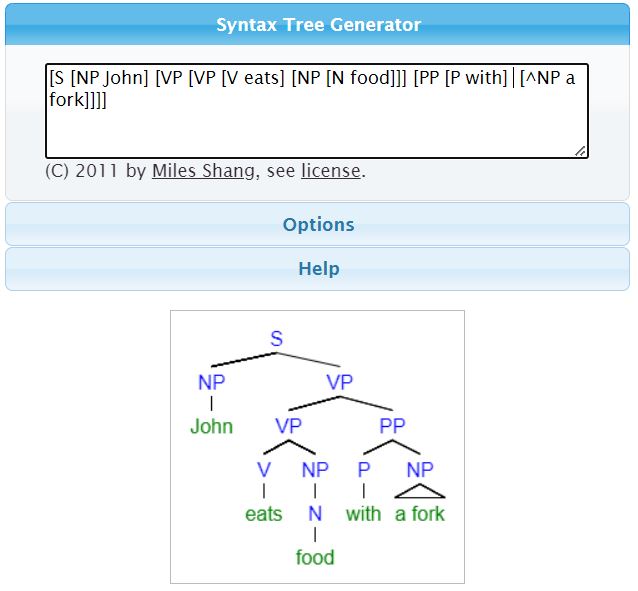 Syntax Tree Generator
[S [NP John] [VP [VP [V eats] [NP [N food]]] [PP [P with] [^NP a
fork]]]]
(C) 2011 by Miles Shang, see license.
Options
Help
S
NP VP
John VP PP
V NP P NP
eats N with a fork
food